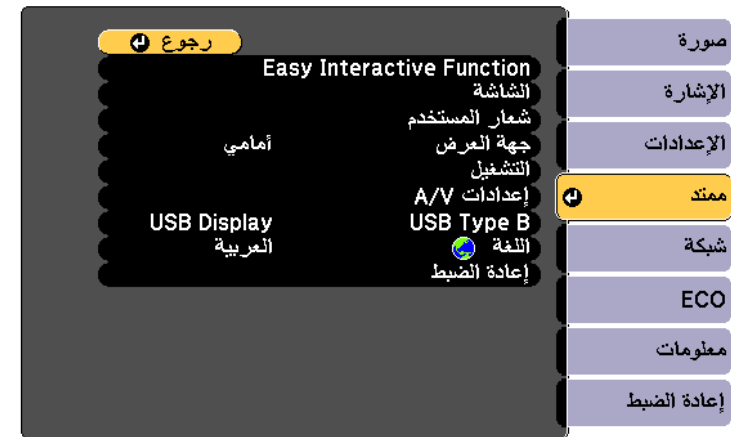 صورة
الإشارة
الإعدادات
ممتد
شبكة
ECO
معلومات
إعادة الضبط
رجوع
Easy Interactive Function
الشاشة
شعار المستخدم
جهة العرض أمامي
التشغيل
إعدادات A/V
USB Type B USB Display
اللغة العربية
إعادة الضبط